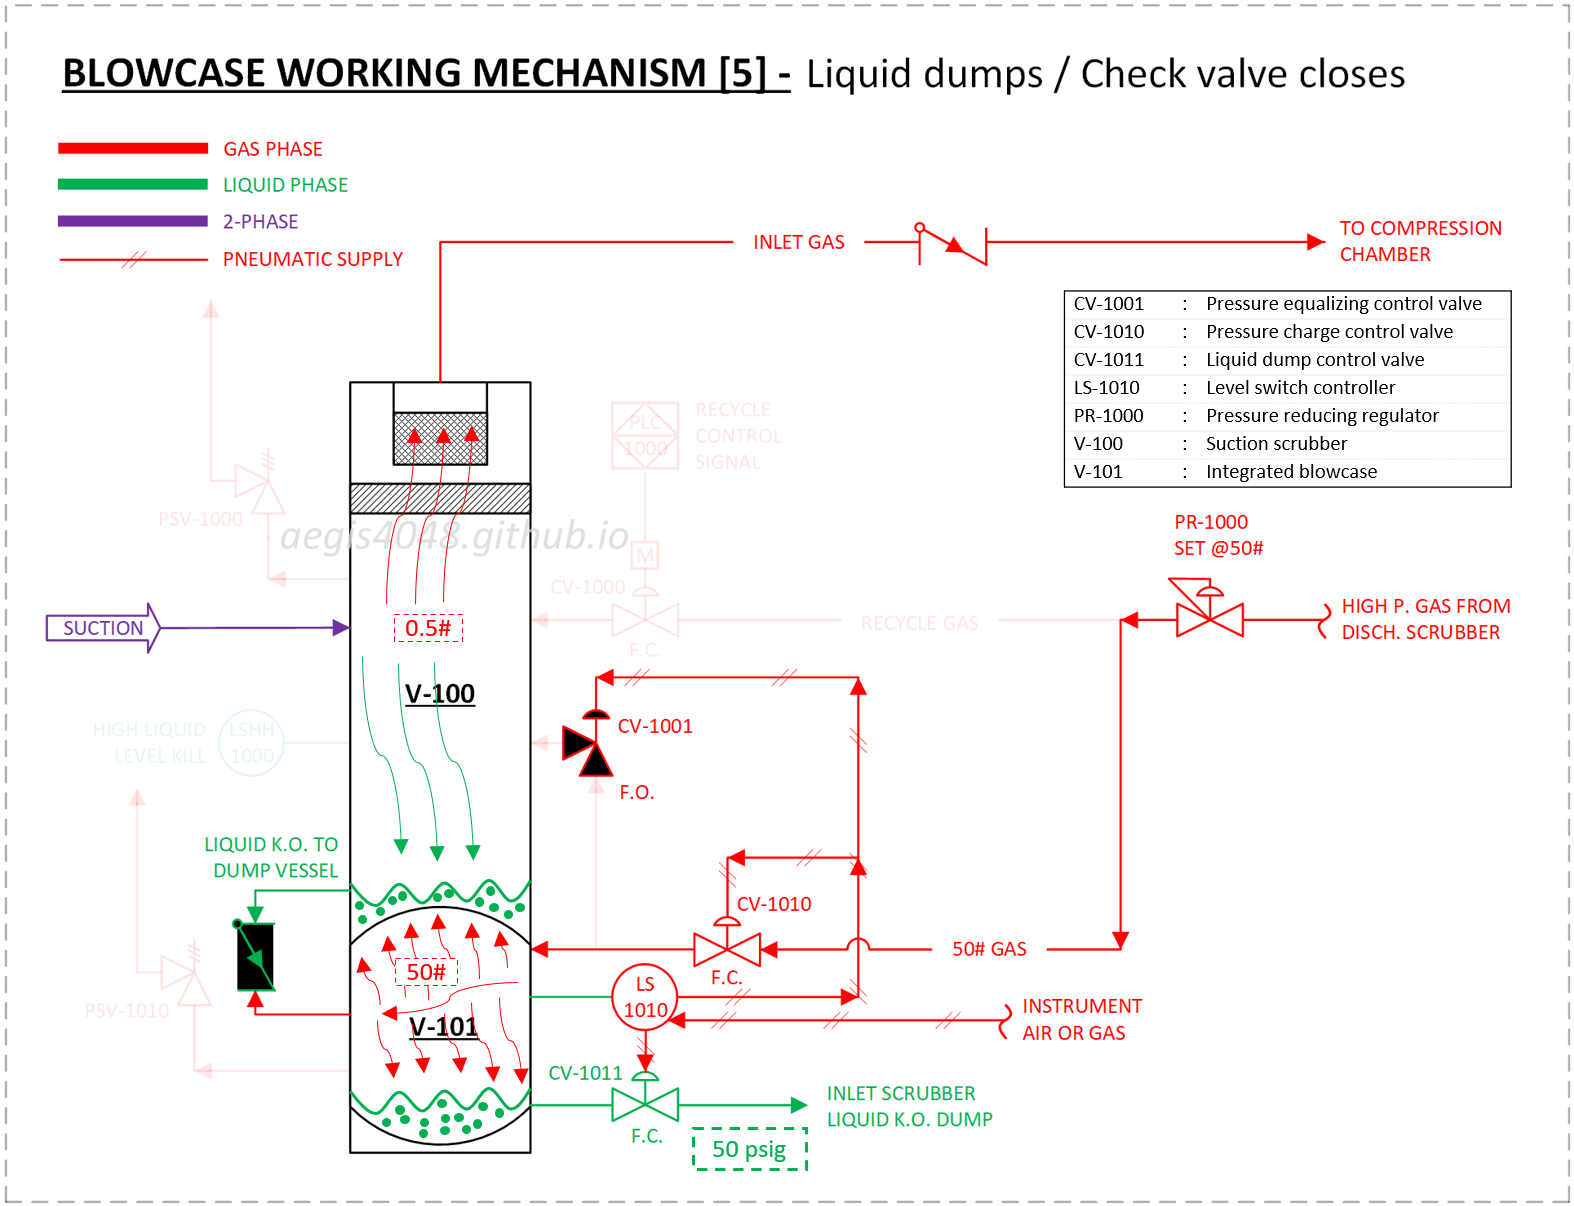 BLOWCASE WORKING MECHANISM [5] - Liquid dumps / Check valve closes
GAS PHASE
LIQUID PHASE
2-PHASE
PNEUMATIC SUPPLY
INLET GAS
TO COMPRESSION
CHAMBER
CV-1001 : Pressure equalizing control valve
CV-1010 : Pressure charge control valve
CV-1011 : Liquid dump control valve
LS-1010 : Level switch controller
PR-1000 : Pressure reducing regulator
V-100 : Suction scrubber
V-101 : Integrated blowcase
PLC
1000
RECYCLE
CONTROL
SIGNAL
PSV-1000
aegis4048.github.io
M
CV-1000
F.C.
RECYCLE GAS
PR-1000
SET @50#
HIGH P. GAS FROM
DISCH. SCRUBBER
SUCTION
0.5#
V-100
HIGH LIQUID
LEVEL KILL
LSHH
1000
CV-1001
F.O.
LIQUID K.O. TO
DUMP VESSEL
CV-1010
F.C.
50# GAS
50#
PSV-1010
LS
1010
V-101
INSTRUMENT
AIR OR GAS
CV-1011
F.C.
INLET SCRUBBER
LIQUID K.O. DUMP
50 psig